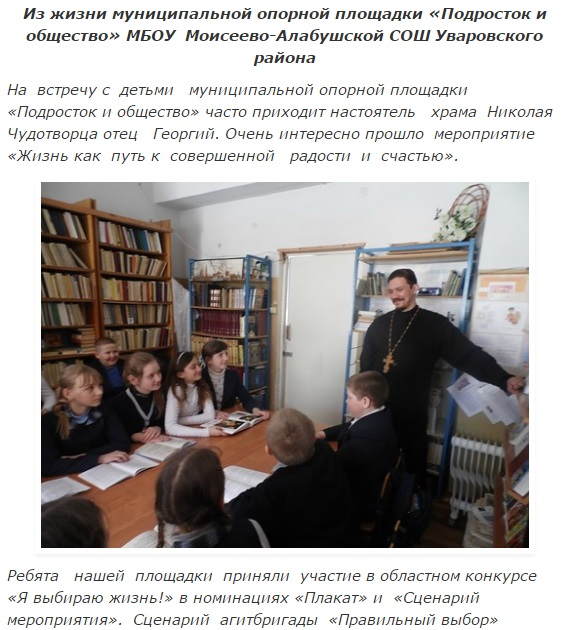 Из жизни муниципальной опорной площадки «Подросток и
общество» МБОУ Моисеево-Алабушской СОШ Уваровского
района
На встречу с детьми муниципальной опорной площадки
«Подросток и общество» часто приходит настоятель храма Николая
Чудотворца отец Георгий. Очень интересно прошло мероприятие
«Жизнь как путь к совершенной радости и счастью».
Ребята нашей площадки приняли участие в областном конкурсе
«Я выбираю жизнь!» в номинациях «Плакат» и «Сценарий
мероприятия». Сценарий агитбригады «Правильный выбор»